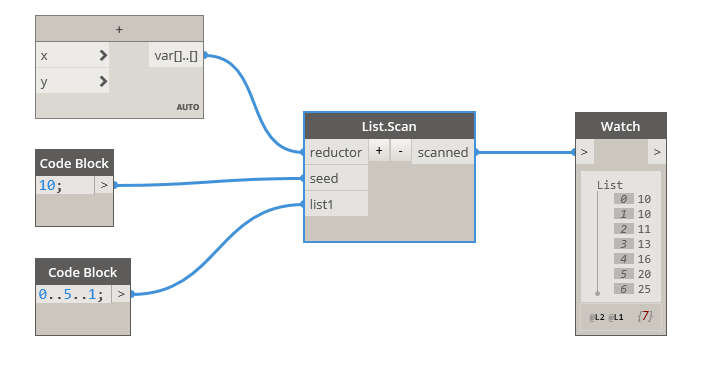 +
x >
y >
var[]..[]
AUTO
Code Block
10; >
Code Block
0..5..1; >
List.Scan
reductor + - scanned
seed
list1
Watch
> >
List
0 10
1 10
2 11
3 13
4 16
5 20
6 25
@L2 @L1 {7}